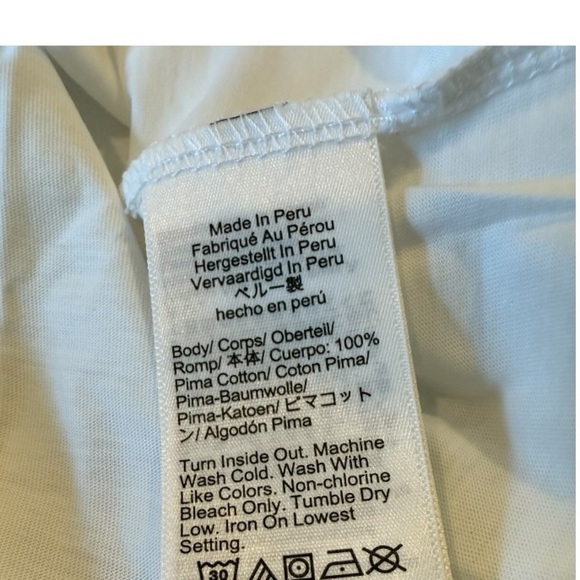 Made In Peru
Fabriqué Au Pérou
Hergestellt In Peru
Vervaardigd In Peru
ペルー製
hecho en perú
Body/ Corps/ Oberteil/
Romp/ 本体/ Cuerpo: 100%
Pima Cotton/ Coton Pima/
Pima-Baumwolle/
Pima-Katoen/ ピマコット
ン/ Algodón Pima
Turn Inside Out. Machine
Wash Cold. Wash With
Like Colors. Non-chlorine
Bleach Only. Tumble Dry
Low. Iron On Lowest
Setting.
30